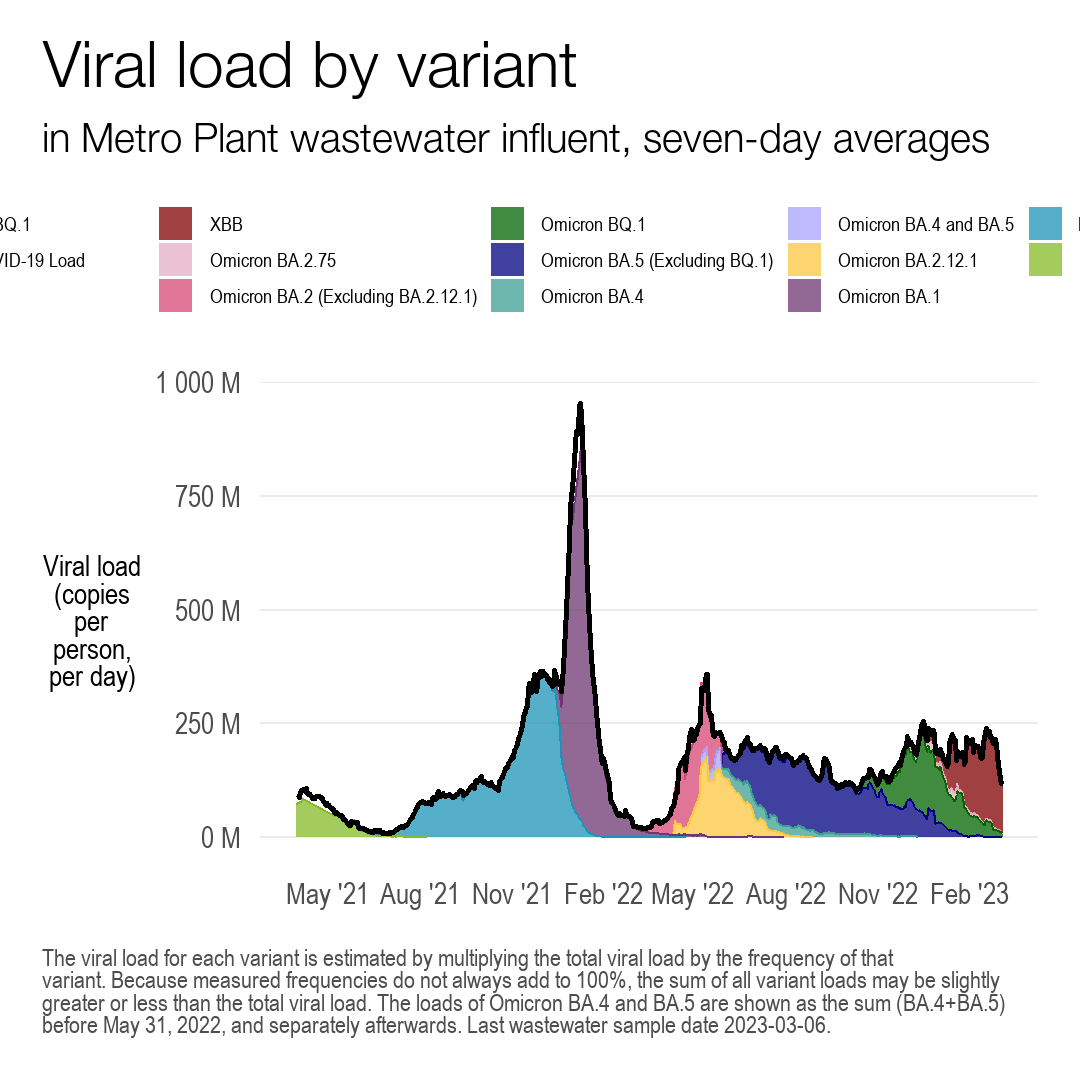 Viral load by variant
in Metro Plant wastewater influent, seven-day averages
BQ.1 XBB Omicron BQ.1 Omicron BA.4 and BA.5
VID-19 Load Omicron BA.2.75 Omicron BA.5 (Excluding BQ.1) Omicron BA.2.12.1
Omicron BA.2 (Excluding BA.2.12.1) Omicron BA.4 Omicron BA.1
1 000 M
750 M
500 M
250 M
0 M
Viral load
(copies
per
person,
per day)
May '21 Aug '21 Nov '21 Feb '22 May '22 Aug '22 Nov '22 Feb '23
The viral load for each variant is estimated by multiplying the total viral load by the frequency of that
variant. Because measured frequencies do not always add to 100%, the sum of all variant loads may be slightly
greater or less than the total viral load. The loads of Omicron BA.4 and BA.5 are shown as the sum (BA.4+BA.5)
before May 31, 2022, and separately afterwards. Last wastewater sample date 2023-03-06.